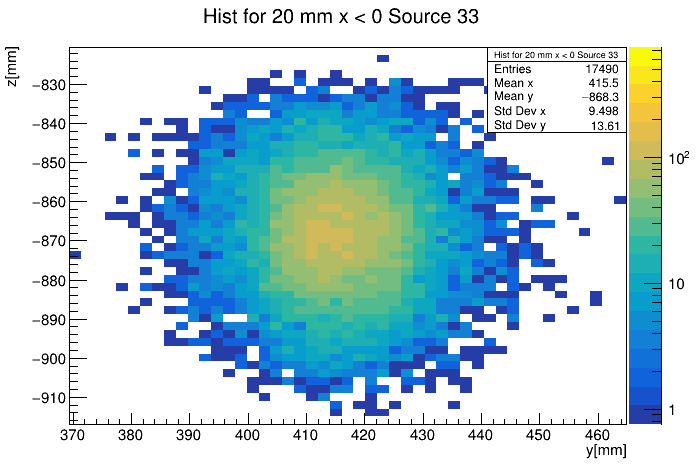 Hist for 20 mm x < 0 Source 33
z[mm]
Hist for 20 mm x < 0 Source 33
Entries 17490
Mean x 415.5
Mean y −868.3
Std Dev x 9.498
Std Dev y 13.61
−830
−840
−850
−860
−870
−880
−890
−900
−910
10²
10
1
370 380 390 400 410 420 430 440 450 460
y[mm]